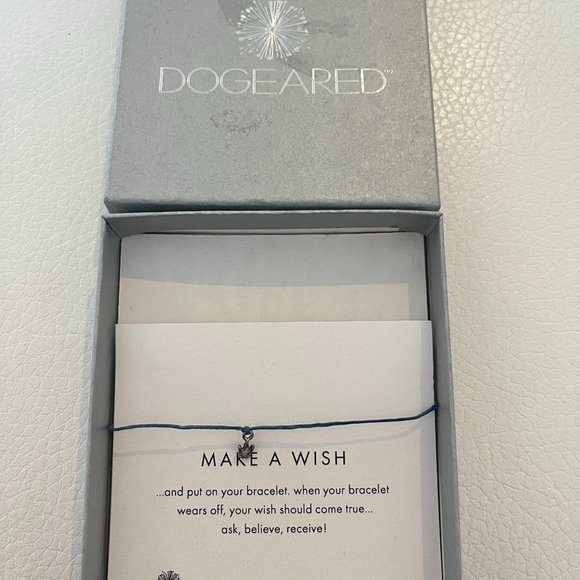 DOGEARED
MAKE A WISH
...and put on your bracelet. when your bracelet
wears off, your wish should come true...
ask, believe, receive!